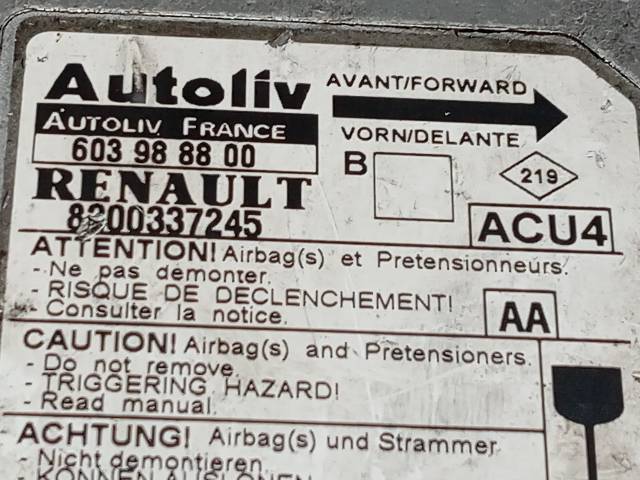 Autoliv
AUTOLIV FRANCE
603 98 88 00
RENAULT
8200337245
AVANT/FORWARD
VORN/DELANTE
B
219
ACU4
ATTENTION! Airbag(s) et Pretensionneurs.
- Ne pas demonter.
- RISQUE DE DECLENCHEMENT!
- Consulter la notice.
AA
CAUTION! Airbag(s) and Pretensioners.
- Do not remove.
- TRIGGERING HAZARD!
- Read manual.
ACHTUNG! Airbag(s) und Strammer
- Nicht demontieren.
- KÖNNEN AUSLÖNEN